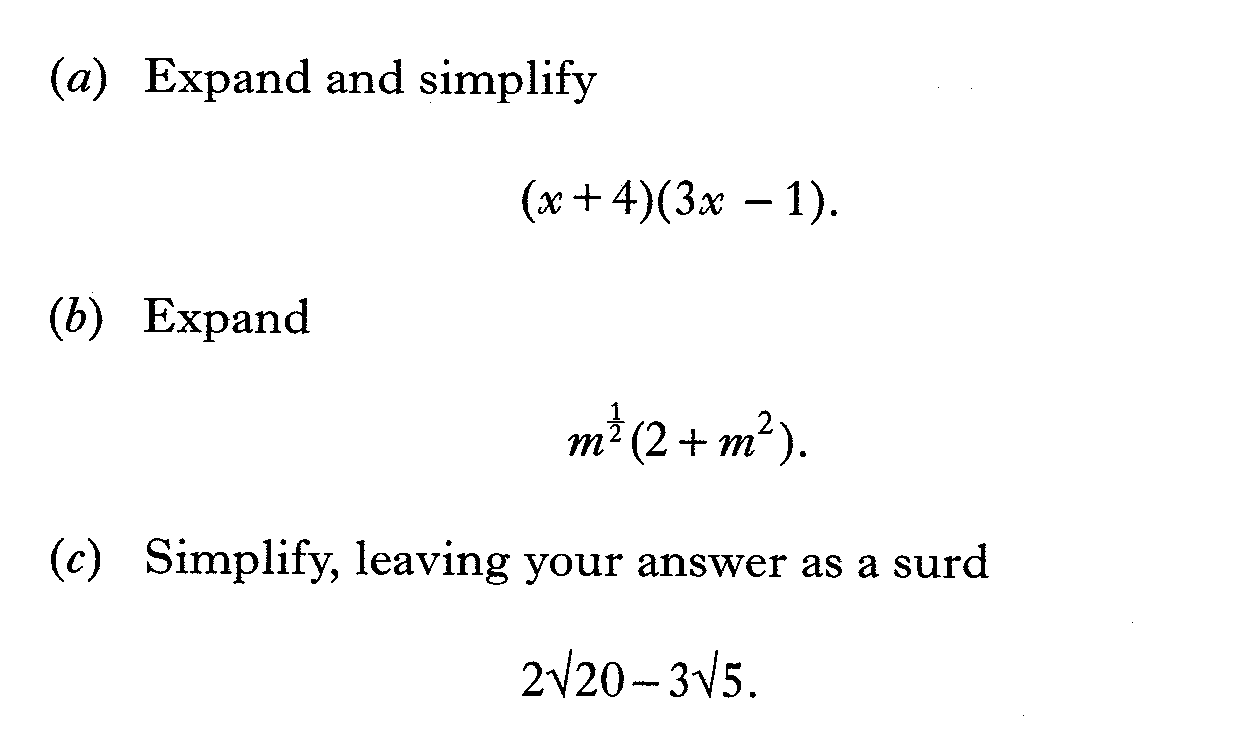 (a) Expand and simplify
(x + 4)(3x − 1).
(b) Expand
m^{\frac{1}{2}}(2 + m^2).
(c) Simplify, leaving your answer as a surd
2√20 − 3√5.